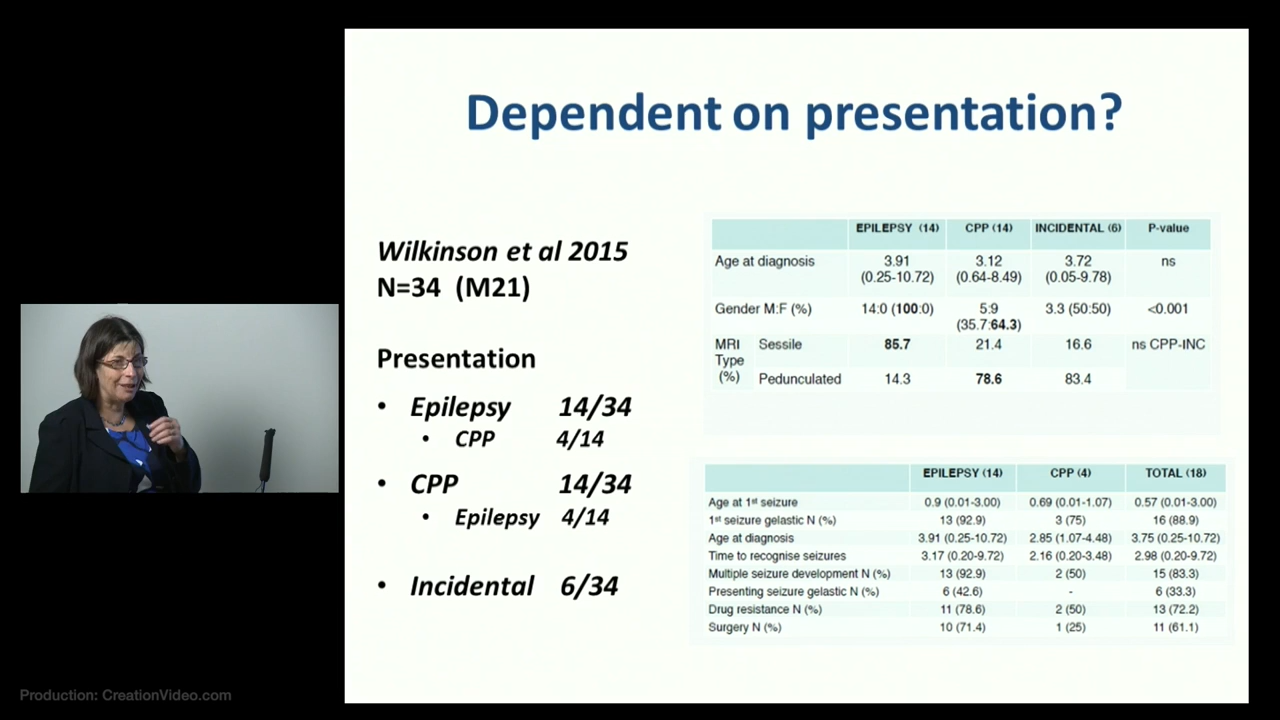 Dependent on presentation?
Wilkinson et al 2015
N=34 (M21)
Presentation
• Epilepsy 14/34
• CPP 4/14
• CPP 14/34
• Epilepsy 4/14
• Incidental 6/34
EPILEPSY (14) CPP (14) INCIDENTAL (6) P-value
Age at diagnosis 3.91 3.12 3.72 ns
(0.25-10.72) (0.64-8.49) (0.05-9.78)
Gender M:F (%) 14:0 (100:0) 5:9 3.3 (50:50) <0.001
(35.7:64.3)
MRI Sessile 85.7 21.4 16.6 ns CPP-INC
Type
(%) Pedunculated 14.3 78.6 83.4
EPILEPSY (14) CPP (4) TOTAL (18)
Age at 1st seizure 0.9 (0.01-3.00) 0.69 (0.01-1.07) 0.57 (0.01-3.00)
1st seizure gelastic N (%) 13 (92.9) 3 (75) 16 (88.9)
Age at diagnosis 3.91 (0.25-10.72) 2.85 (1.07-4.48) 3.75 (0.25-10.72)
Time to recognise seizures 3.17 (0.20-9.72) 2.16 (0.20-3.48) 2.98 (0.20-9.72)
Multiple seizure development N (%) 13 (92.9) 2 (50) 15 (83.3)
Presenting seizure gelastic N (%) 6 (42.6) - 6 (33.3)
Drug resistance N (%) 11 (78.6) 2 (50) 13 (72.2)
Surgery N (%) 10 (71.4) 1 (25) 11 (61.1)
Production: CreationVideo.com